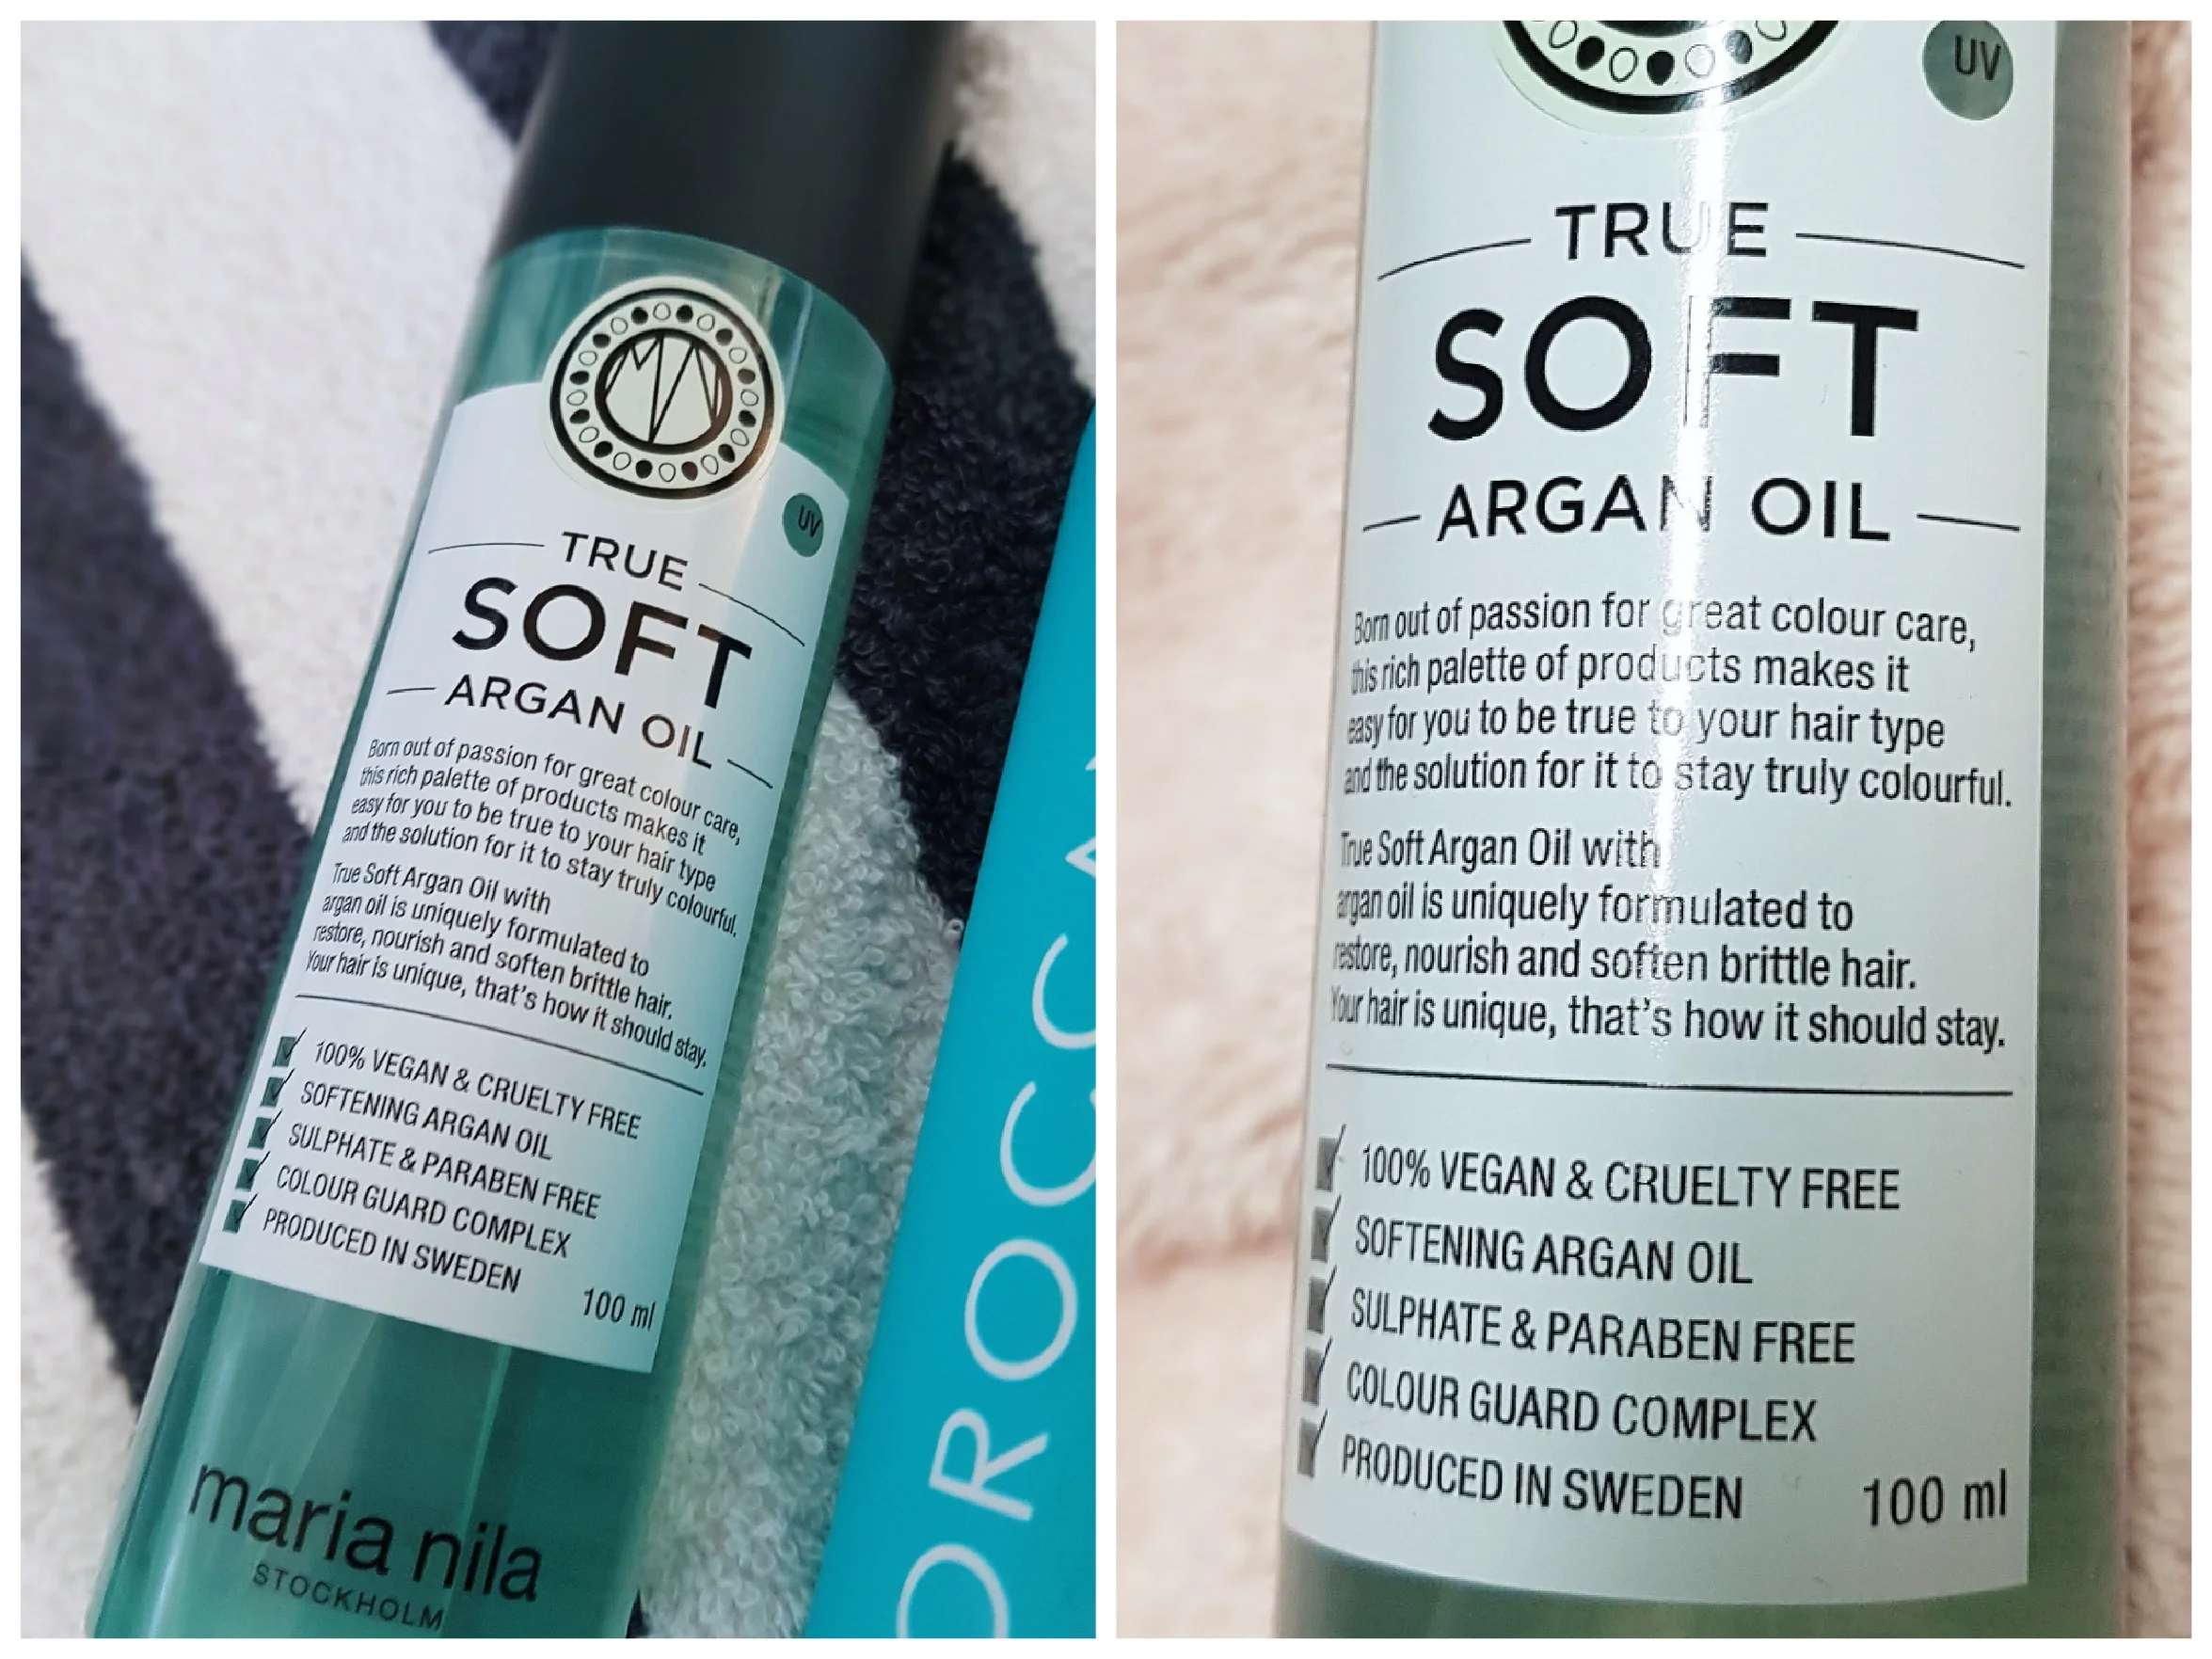 UV
TRUE
SOFT
ARGAN OIL
Born out of passion for great colour care,
this rich palette of products makes it
easy for you to be true to your hair type
and the solution for it to stay truly colourful.
True Soft Argan Oil with
argan oil is uniquely formulated to
restore, nourish and soften brittle hair.
Your hair is unique, that's how it should stay.
100% VEGAN & CRUELTY FREE
SOFTENING ARGAN OIL
SULPHATE & PARABEN FREE
COLOUR GUARD COMPLEX
PRODUCED IN SWEDEN
100 ml
maria nila
STOCKHOLM
UV
TRUE
SOFT
ARGAN OIL
Born out of passion for great colour care,
this rich palette of products makes it
easy for you to be true to your hair type
and the solution for it to stay truly colourful.
True Soft Argan Oil with
argan oil is uniquely formulated to
restore, nourish and soften brittle hair.
Your hair is unique, that's how it should stay.
100% VEGAN & CRUELTY FREE
SOFTENING ARGAN OIL
SULPHATE & PARABEN FREE
COLOUR GUARD COMPLEX
PRODUCED IN SWEDEN
100 ml